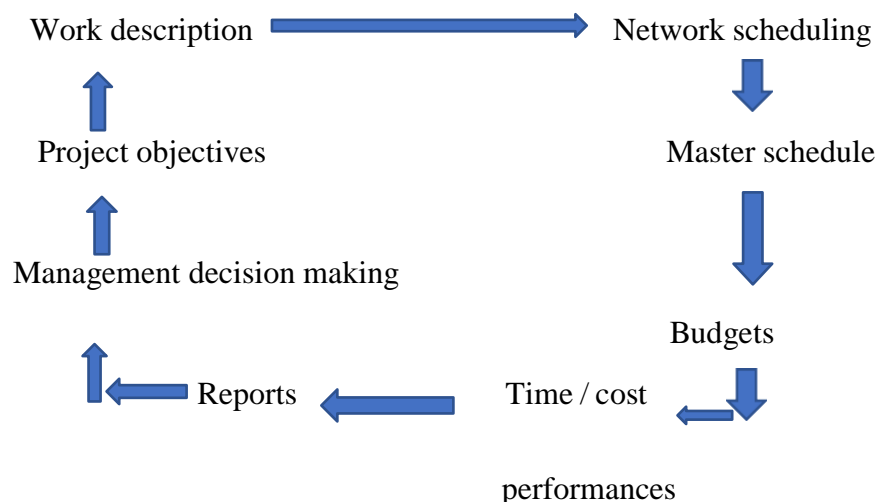 Work description
Network scheduling
Project objectives
Master schedule
Management decision making
Budgets
Reports
Time / cost
performances